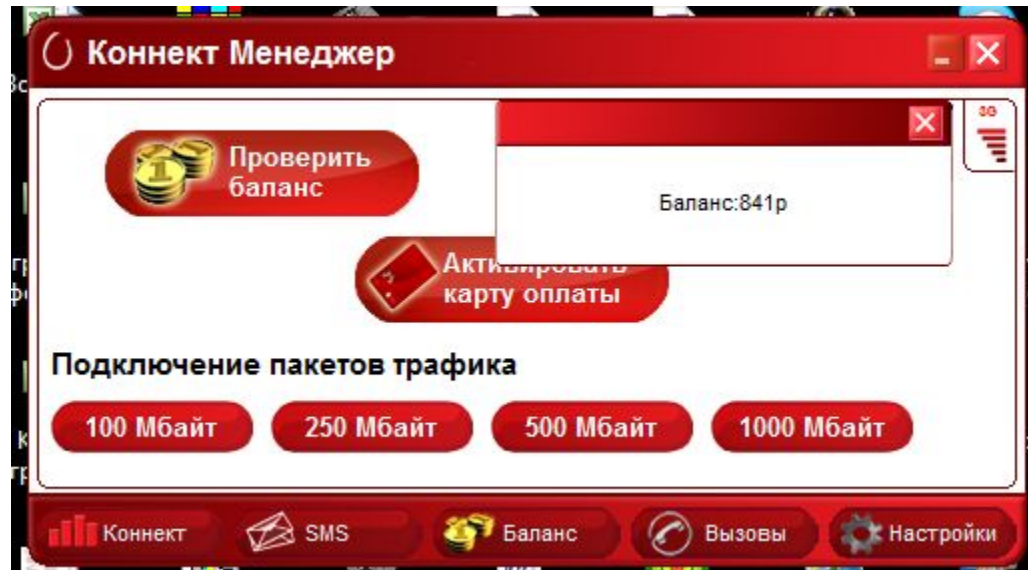 Коннект Менеджер
Проверить
баланс
3G
Баланс:841р
Активировать
карту оплаты
Подключение пакетов трафика
100 Мбайт
250 Мбайт
500 Мбайт
1000 Мбайт
Коннект
SMS
Баланс
Вызовы
Настройки